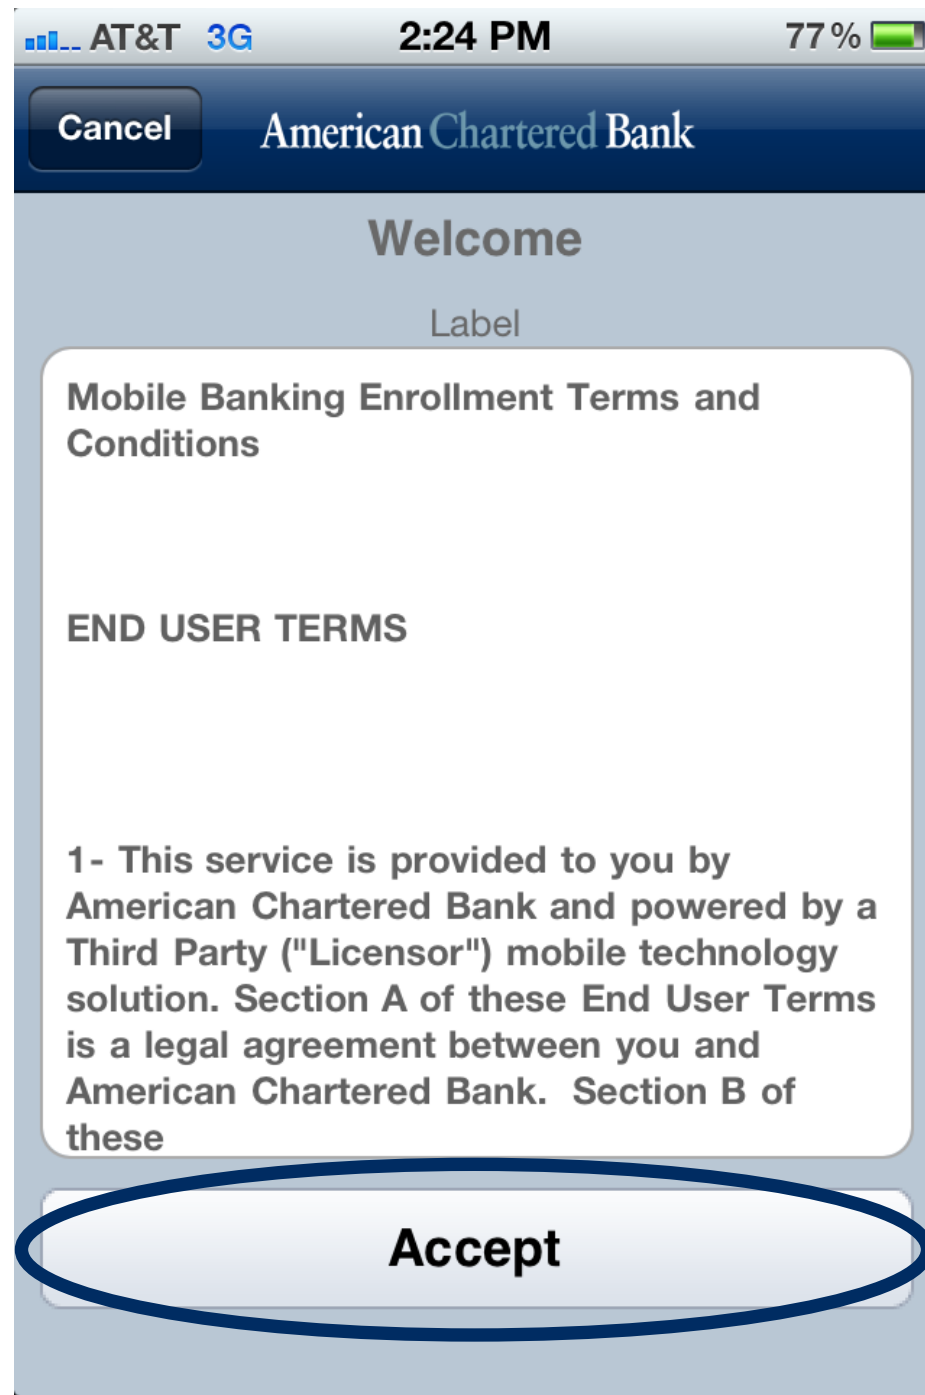 AT&T 3G 2:24 PM 77%
Cancel American Chartered Bank
Welcome
Label
Mobile Banking Enrollment Terms and
Conditions
END USER TERMS
1- This service is provided to you by
American Chartered Bank and powered by a
Third Party ("Licensor") mobile technology
solution. Section A of these End User Terms
is a legal agreement between you and
American Chartered Bank.  Section B of
these
Accept